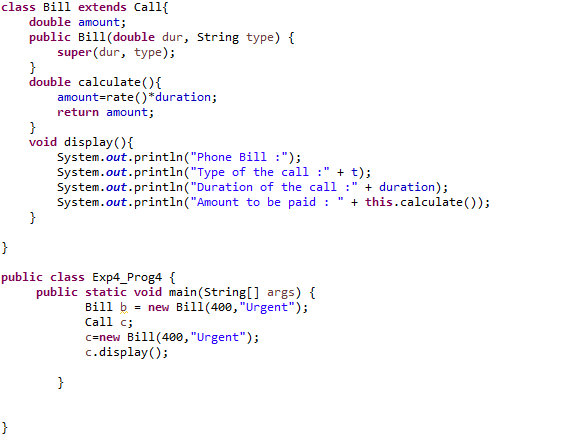 class Bill extends Call{
    double amount;
    public Bill(double dur, String type) {
        super(dur, type);
    }
    double calculate(){
        amount=rate()*duration;
        return amount;
    }
    void display(){
        System.out.println("Phone Bill :");
        System.out.println("Type of the call :" + t);
        System.out.println("Duration of the call :" + duration);
        System.out.println("Amount to be paid : " + this.calculate());
    }
}
public class Exp4_Prog4 {
     public static void main(String[] args) {
            Bill b = new Bill(400,"Urgent");
            Call c;
            c=new Bill(400,"Urgent");
            c.display();
        }
}